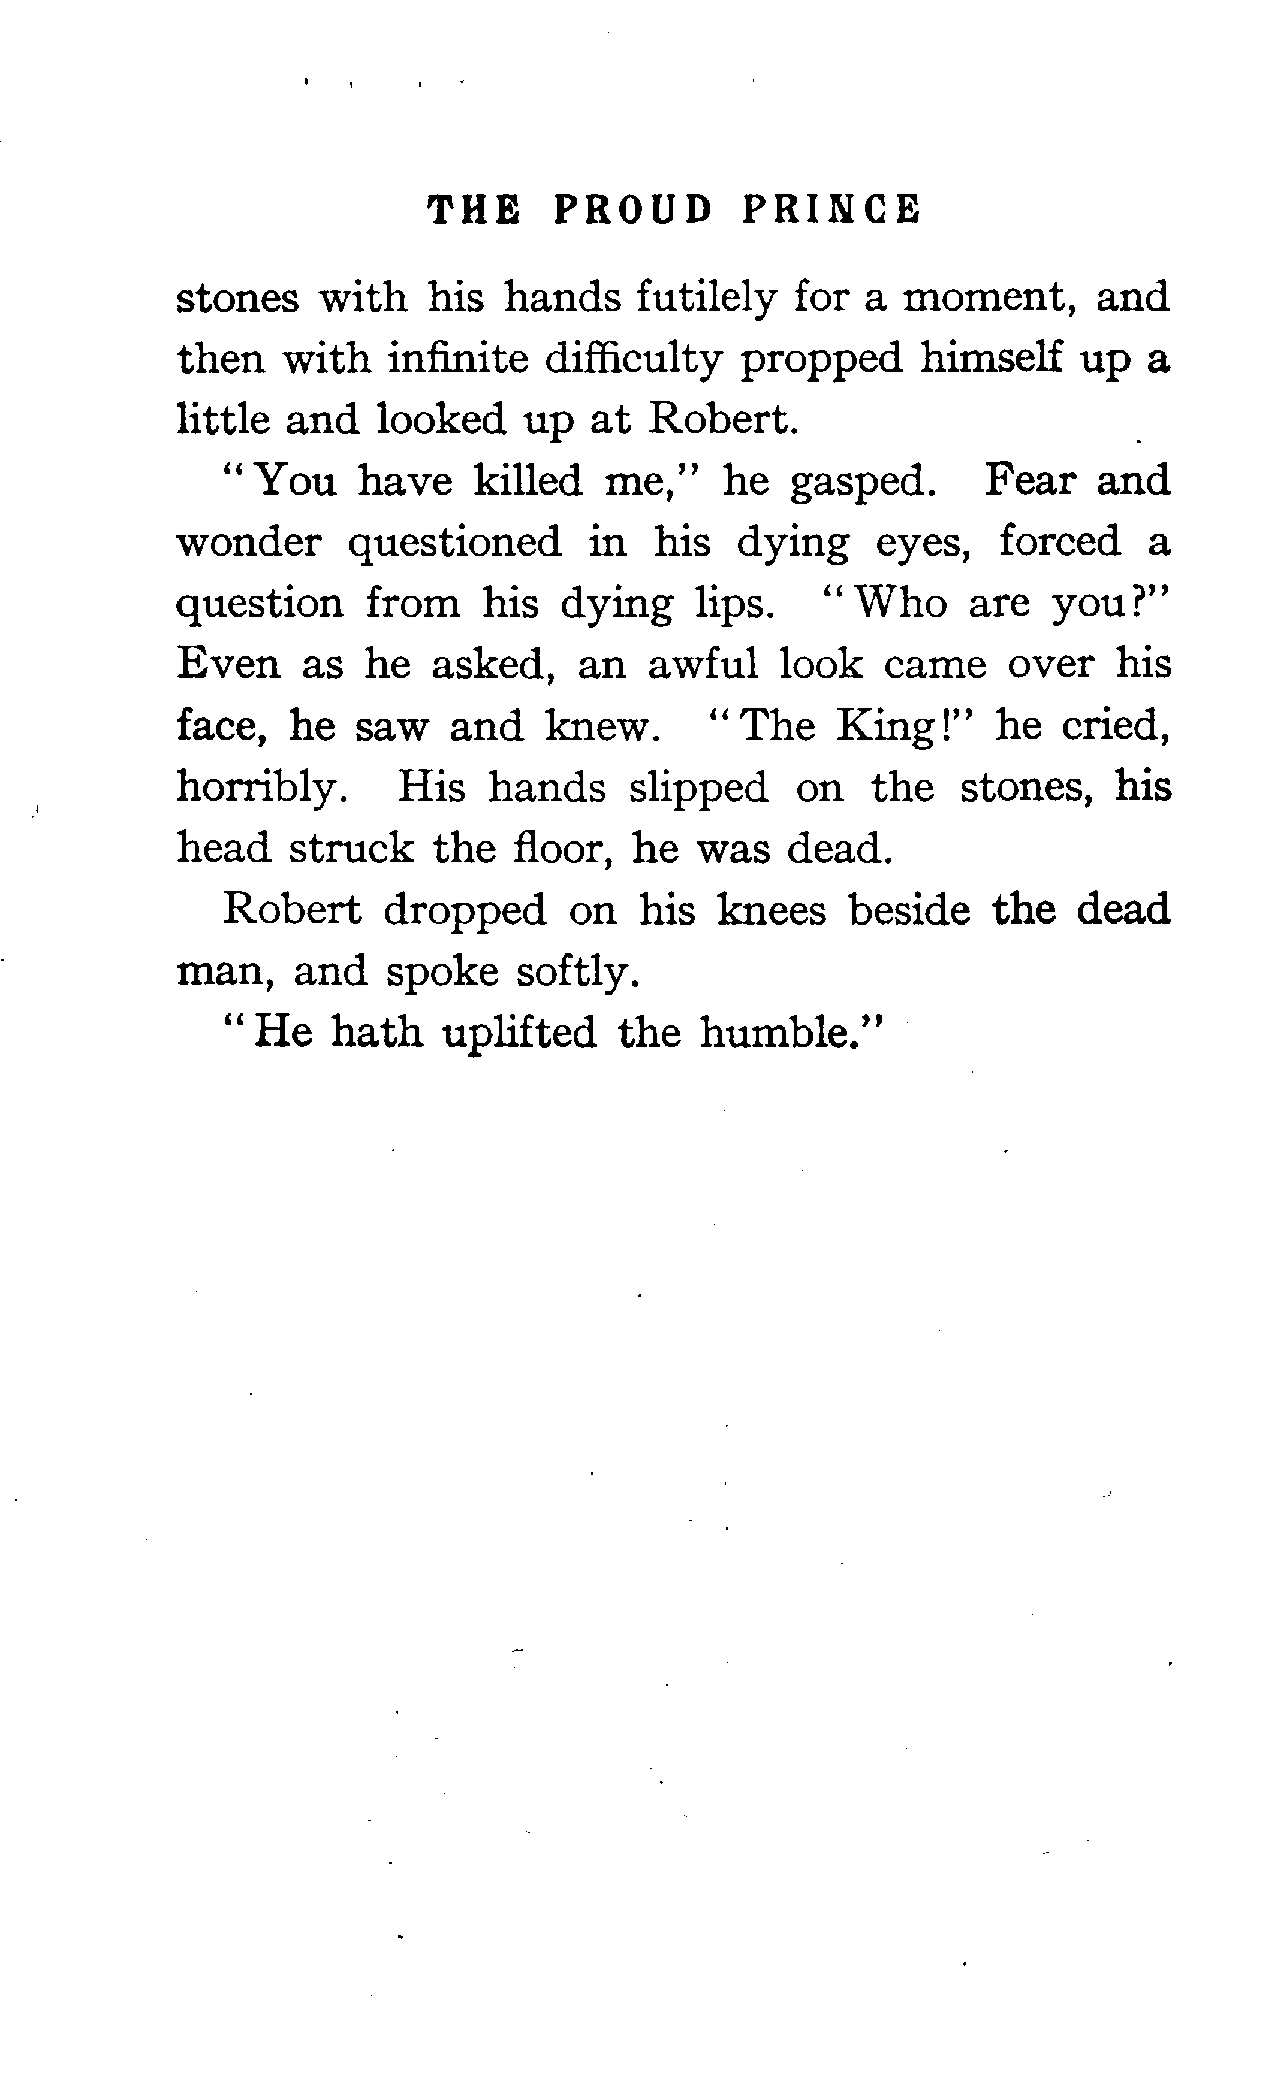 THE PROUD PRINCE
stones with his hands futilely for a moment, and
then with infinite difficulty propped himself up a
little and looked up at Robert.
"You have killed me," he gasped. Fear and
wonder questioned in his dying eyes, forced a
question from his dying lips. "Who are you?"
Even as he asked, an awful look came over his
face, he saw and knew. "The King!" he cried,
horribly. His hands slipped on the stones, his
head struck the floor, he was dead.
Robert dropped on his knees beside the dead
man, and spoke softly.
"He hath uplifted the humble."